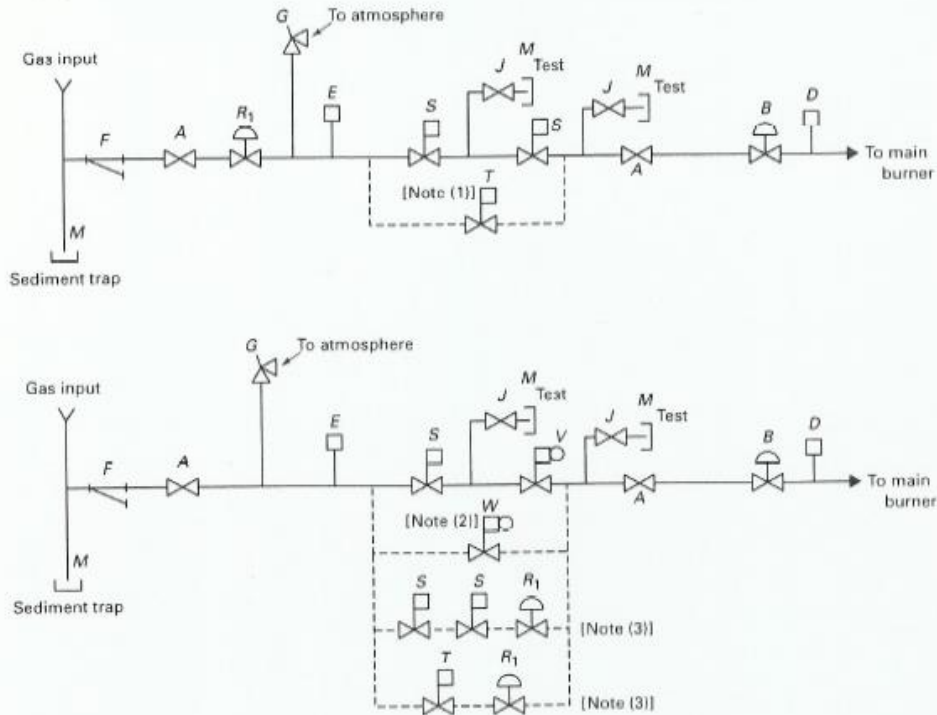 G
To atmosphere
Gas input
M
Test
J
M
Test
J
E
S
S
B
D
F
A
R1
To main
burner
A
T
[Note (1)]
M
Sediment trap
G
To atmosphere
Gas input
M
Test
J
M
Test
J
E
S
V
B
D
F
A
To main
burner
A
W
[Note (2)]
M
S
S
R1
Sediment trap
[Note (3)]
T
R1
[Note (3)]